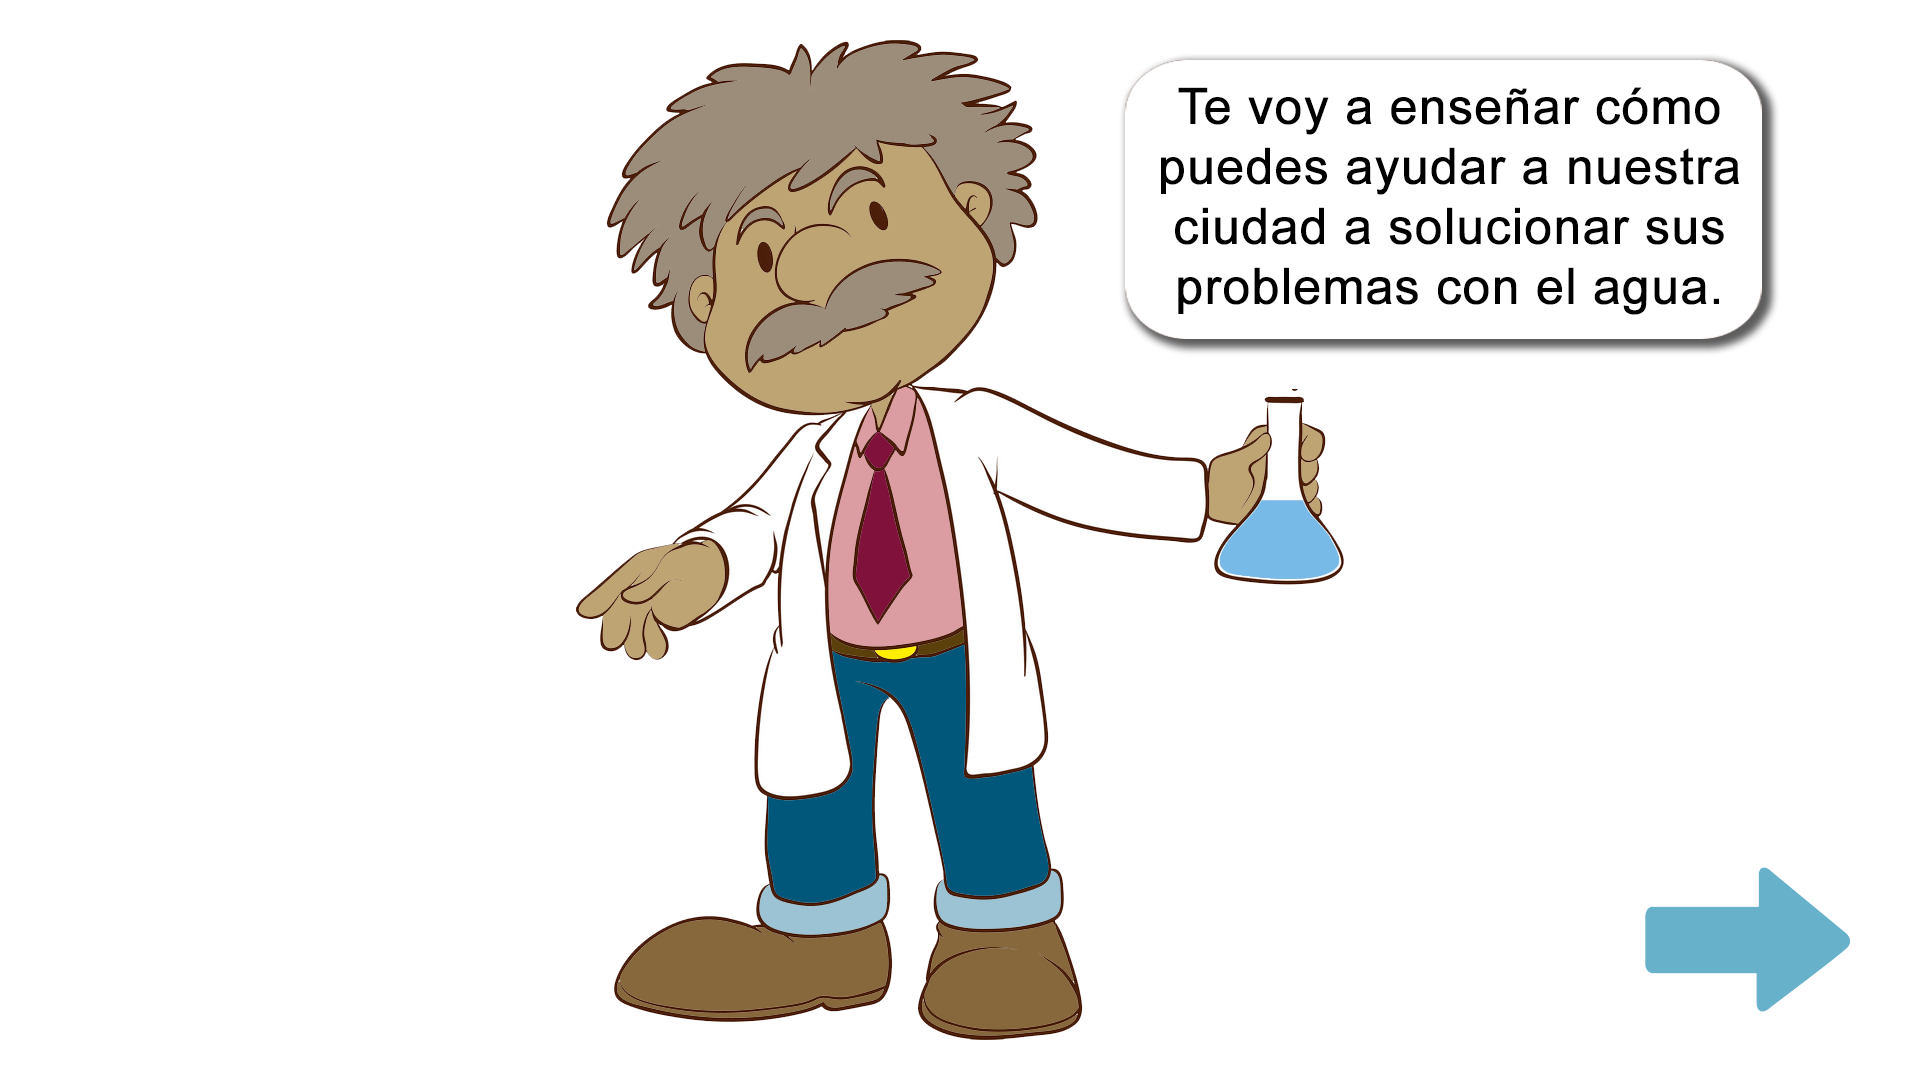 Te voy a enseñar cómo
puedes ayudar a nuestra
ciudad a solucionar sus
problemas con el agua.